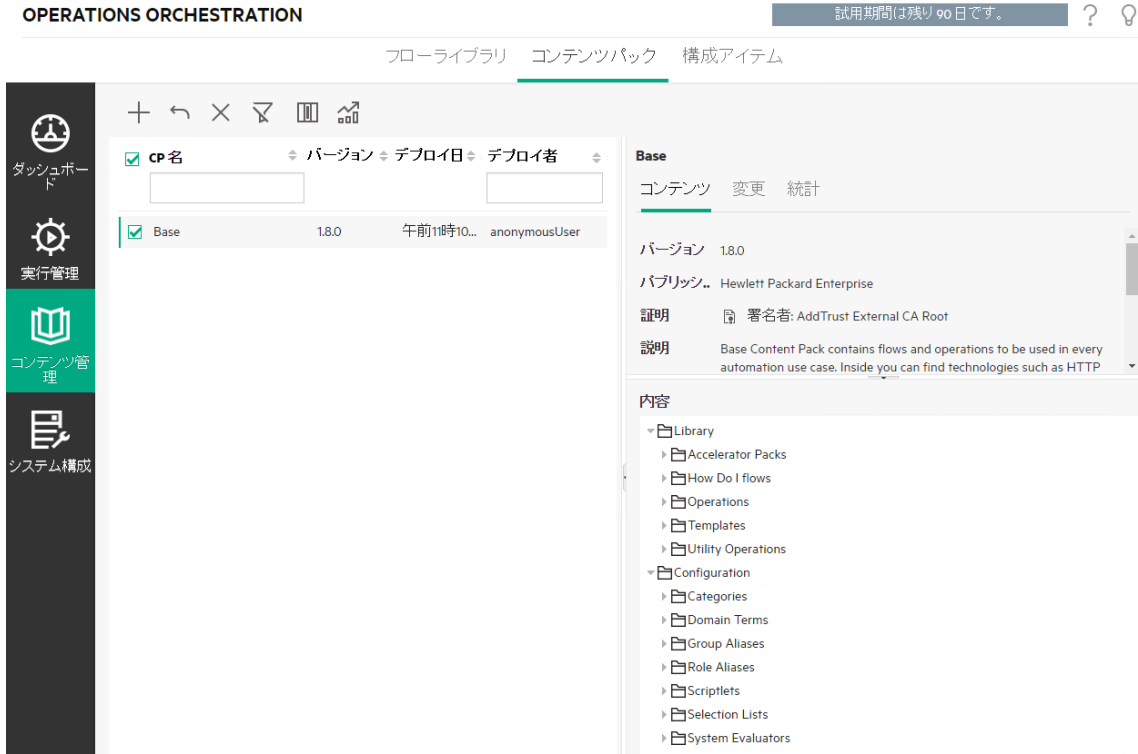 OPERATIONS ORCHESTRATION
試用期間は残り 90 日です。
フローライブラリ コンテンツパック 構成アイテム
ダッシュボー
ド
実行管理
コンテンツ管
理
システム構成
CP 名 バージョン デプロイ日 デプロイ者
Base 1.8.0 午前11時10... anonymousUser
Base
コンテンツ 変更 統計
バージョン 1.8.0
パブリッシ.. Hewlett Packard Enterprise
証明 署名者: AddTrust External CA Root
説明 Base Content Pack contains flows and operations to be used in every
automation use case. Inside you can find technologies such as HTTP
内容
Library
Accelerator Packs
How Do I flows
Operations
Templates
Utility Operations
Configuration
Categories
Domain Terms
Group Aliases
Role Aliases
Scriptlets
Selection Lists
System Evaluators